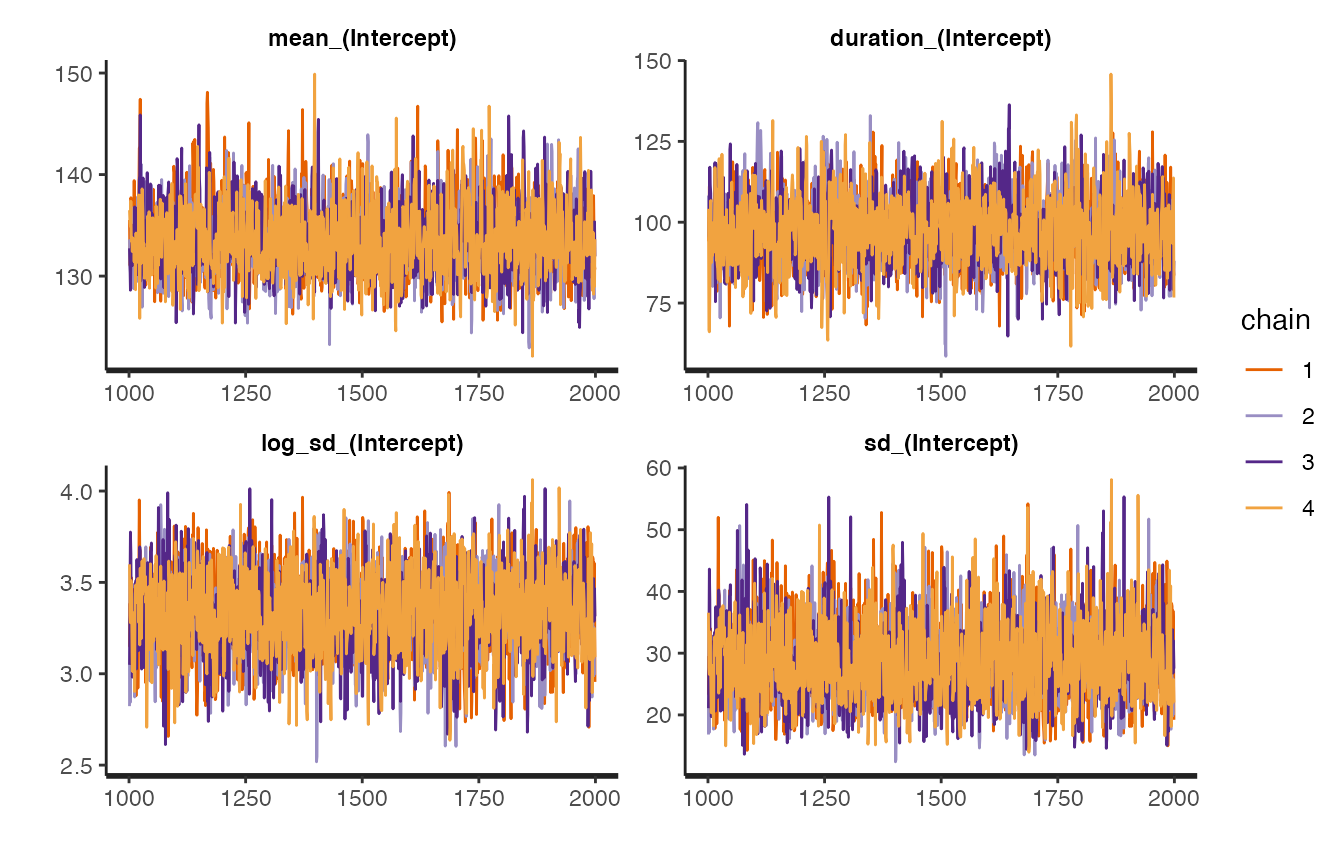 mean_(Intercept)
150
140
130
1000 1250 1500 1750 2000
duration_(Intercept)
150
125
100
75
1000 1250 1500 1750 2000
log_sd_(Intercept)
4.0
3.5
3.0
2.5
1000 1250 1500 1750 2000
sd_(Intercept)
60
50
40
30
20
1000 1250 1500 1750 2000
chain
1
2
3
4